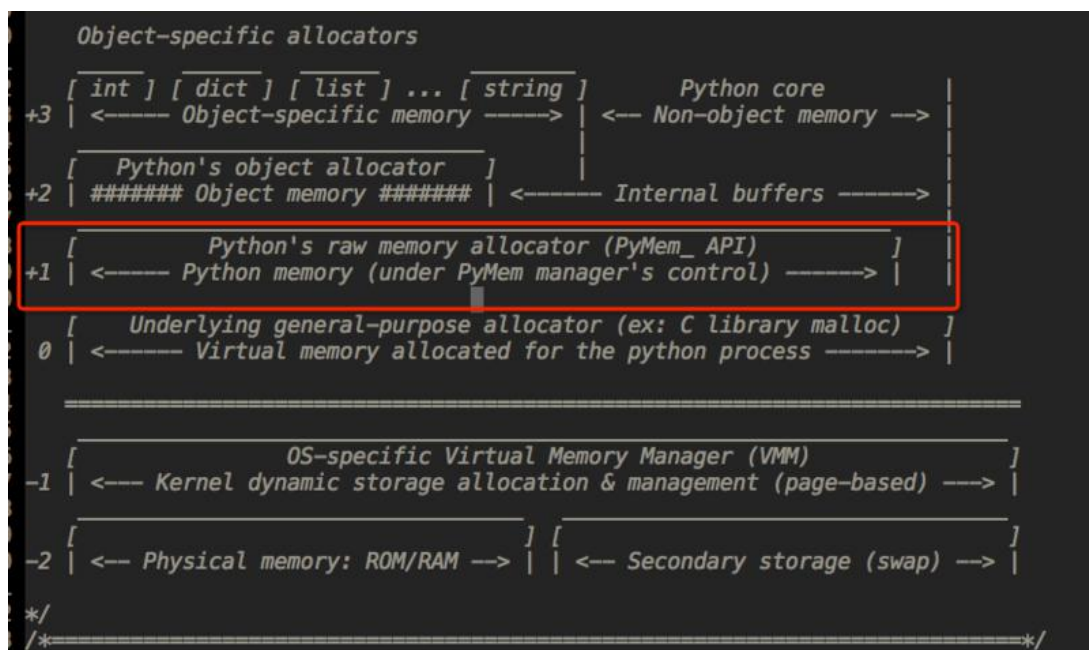 Object-specific allocators
[ int ] [ dict ] [ list ] ... [ string ] Python core |
+3 | <----- Object-specific memory -----> | <-- Non-object memory --> |
[ Python's object allocator ] | |
+2 | ####### Object memory ####### | <------ Internal buffers ------> |
[ Python's raw memory allocator (PyMem_ API) ] |
+1 | <----- Python memory (under PyMem manager's control) ------> | |
[ Underlying general-purpose allocator (ex: C library malloc) ]
0 | <------ Virtual memory allocated for the python process -------> |
=========================================================================
[ OS-specific Virtual Memory Manager (VMM) ]
-1 | <--- Kernel dynamic storage allocation & management (page-based) ---> |
[ ] [ ]
-2 | <-- Physical memory: ROM/RAM --> | | <-- Secondary storage (swap) --> |
*/
/*==========================================================================*/